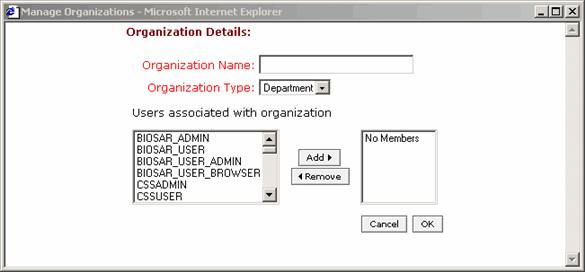 Manage Organizations - Microsoft Internet Explorer
Organization Details:
Organization Name:
Organization Type: Department
Users associated with organization
BIOSAR_ADMIN
BIOSAR_USER
BIOSAR_USER_ADMIN
BIOSAR_USER_BROWSER
CSSADMIN
CSSUSER
Add
Remove
No Members
Cancel OK